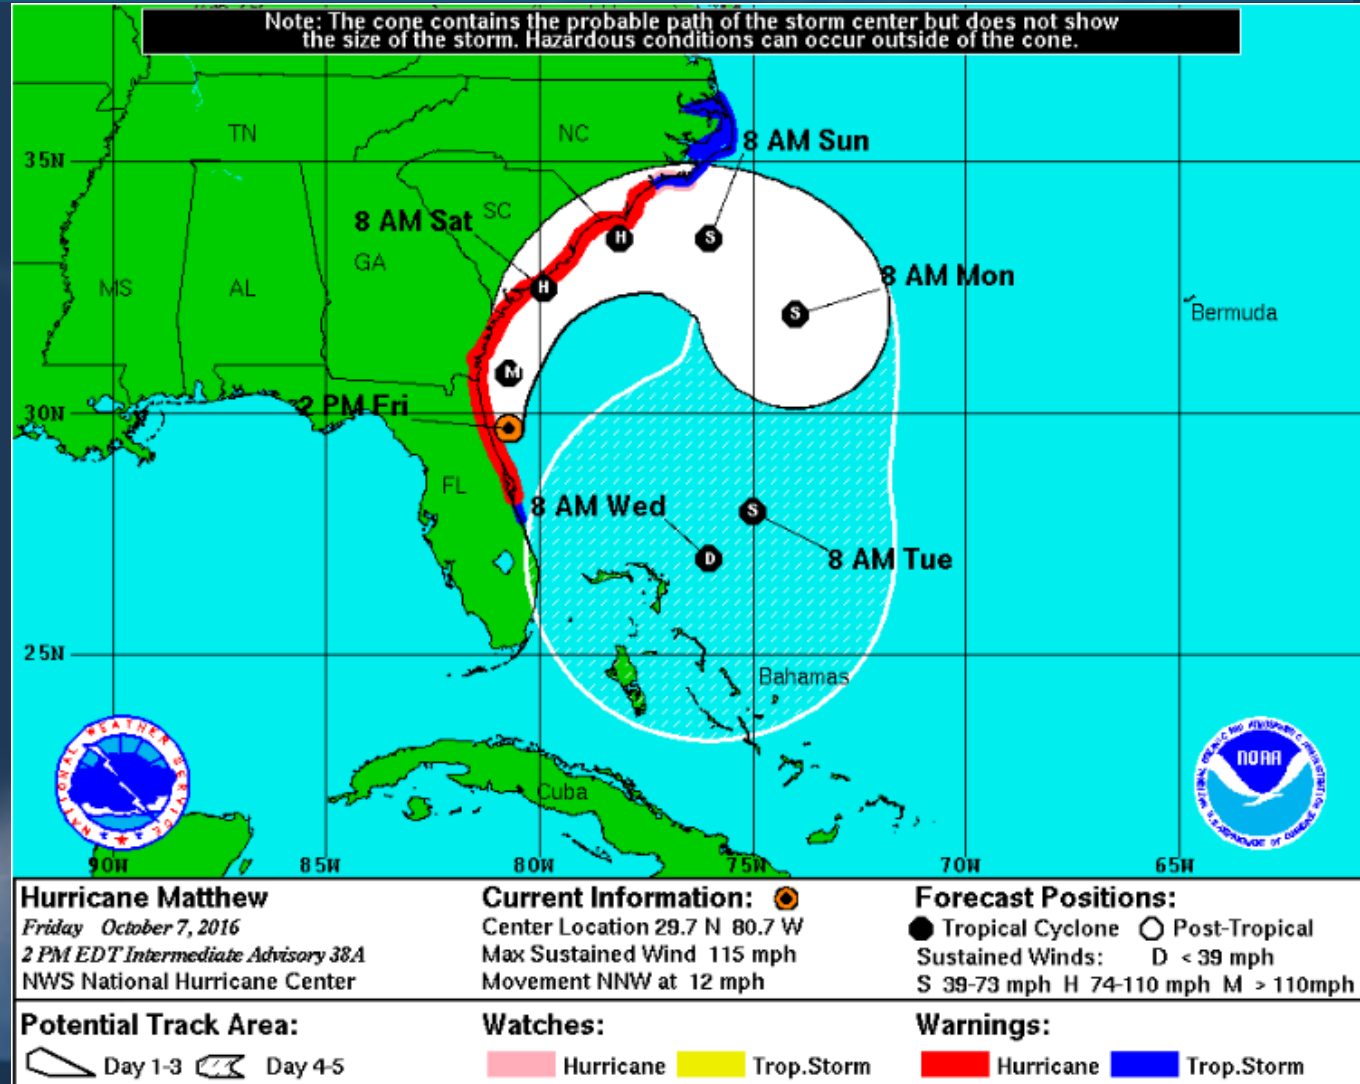 Note: The cone contains the probable path of the storm center but does not show
the size of the storm. Hazardous conditions can occur outside of the cone.
TN
NC
8 AM Sun
35N
8 AM Sat
SC
GA
MS
AL
H
S
8 AM Mon
H
S
Bermuda
M
2 PM Fri
30N
FL
8 AM Wed
S
D
8 AM Tue
25N
Bahamas
NATIONAL WEATHER SERVICE
NOAA
Cuba
90W 85W 80W 75W 70W 65W
Hurricane Matthew
Friday October 7, 2016
2 PM EDT Intermediate Advisory 38A
NWS National Hurricane Center
Current Information:
Center Location 29.7 N 80.7 W
Max Sustained Wind 115 mph
Movement NNW at 12 mph
Forecast Positions:
Tropical Cyclone Post-Tropical
Sustained Winds: D < 39 mph
S 39-73 mph H 74-110 mph M > 110mph
Potential Track Area:
Day 1-3 Day 4-5
Watches:
Hurricane Trop.Storm
Warnings:
Hurricane Trop.Storm